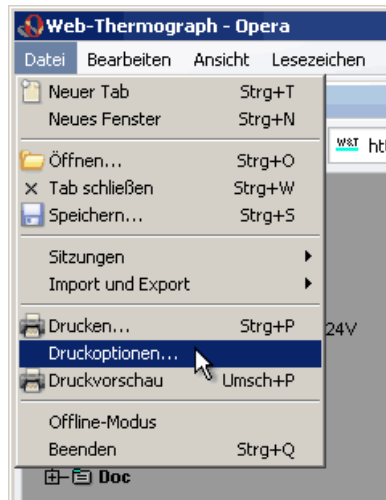 Web-Thermograph - Opera
Datei Bearbeiten Ansicht Lesezeichen
Neuer Tab Strg+T
Neues Fenster Strg+N
W&T htt
Öffnen... Strg+O
Tab schließen Strg+W
Speichern... Strg+S
Sitzungen
Import und Export
Drucken... Strg+P 24V
Druckoptionen...
Druckvorschau Umsch+P
Offline-Modus
Beenden Strg+Q
Doc